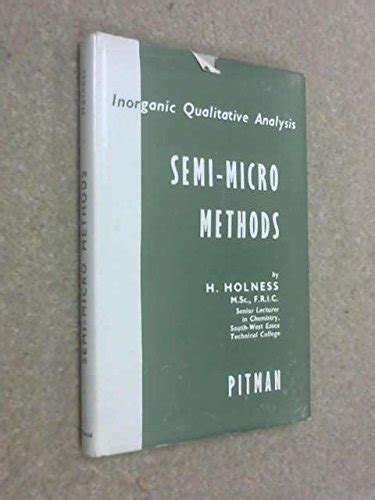 Inorganic Qualitative Analysis
SEMI-MICRO
METHODS
by
H. HOLNESS
M.Sc., F.R.I.C.
Senior Lecturer
in Chemistry,
South-West Essex
Technical College
PITMAN
SEMI-MICRO METHODS